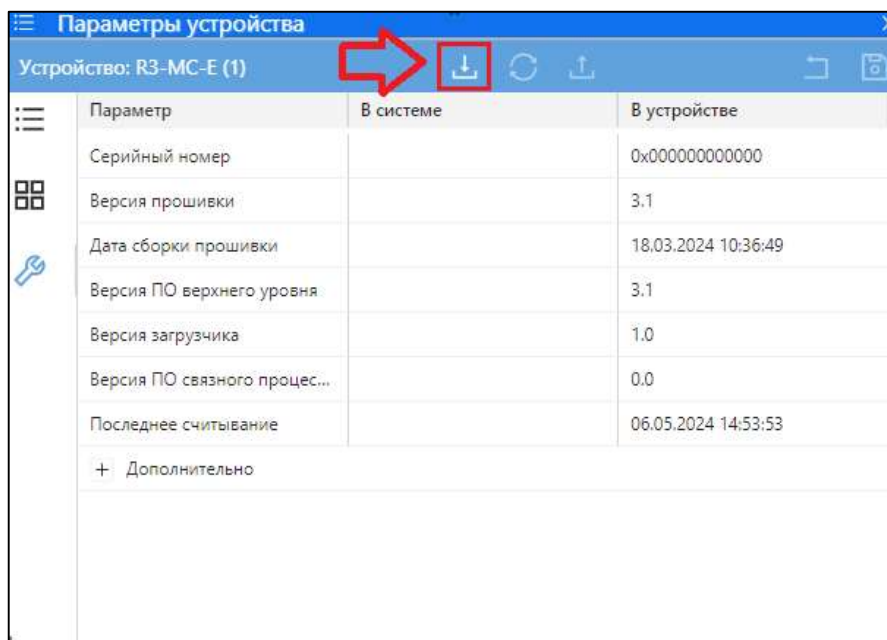 Параметры устройства
Устройство: R3-MC-E (1)
Параметр В системе В устройстве
Серийный номер 0x000000000000
Версия прошивки 3.1
Дата сборки прошивки 18.03.2024 10:36:49
Версия ПО верхнего уровня 3.1
Версия загрузчика 1.0
Версия ПО связного процес... 0.0
Последнее считывание 06.05.2024 14:53:53
+ Дополнительно